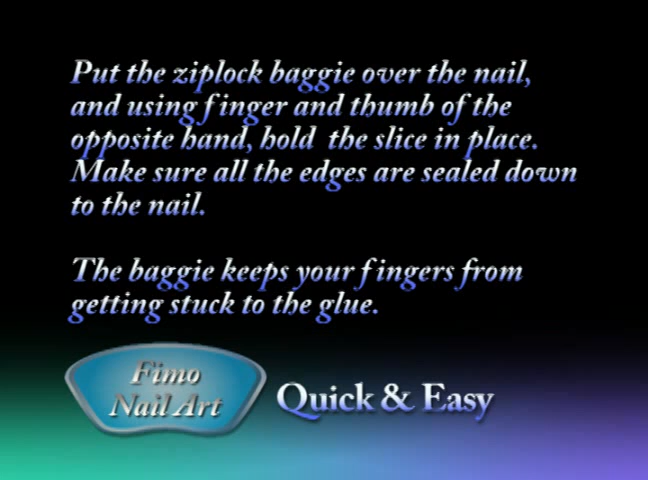 Put the ziplock baggie over the nail,
and using finger and thumb of the
opposite hand, hold the slice in place.
Make sure all the edges are sealed down
to the nail.
The baggie keeps your fingers from
getting stuck to the glue.
Fimo
Nail Art
Quick & Easy